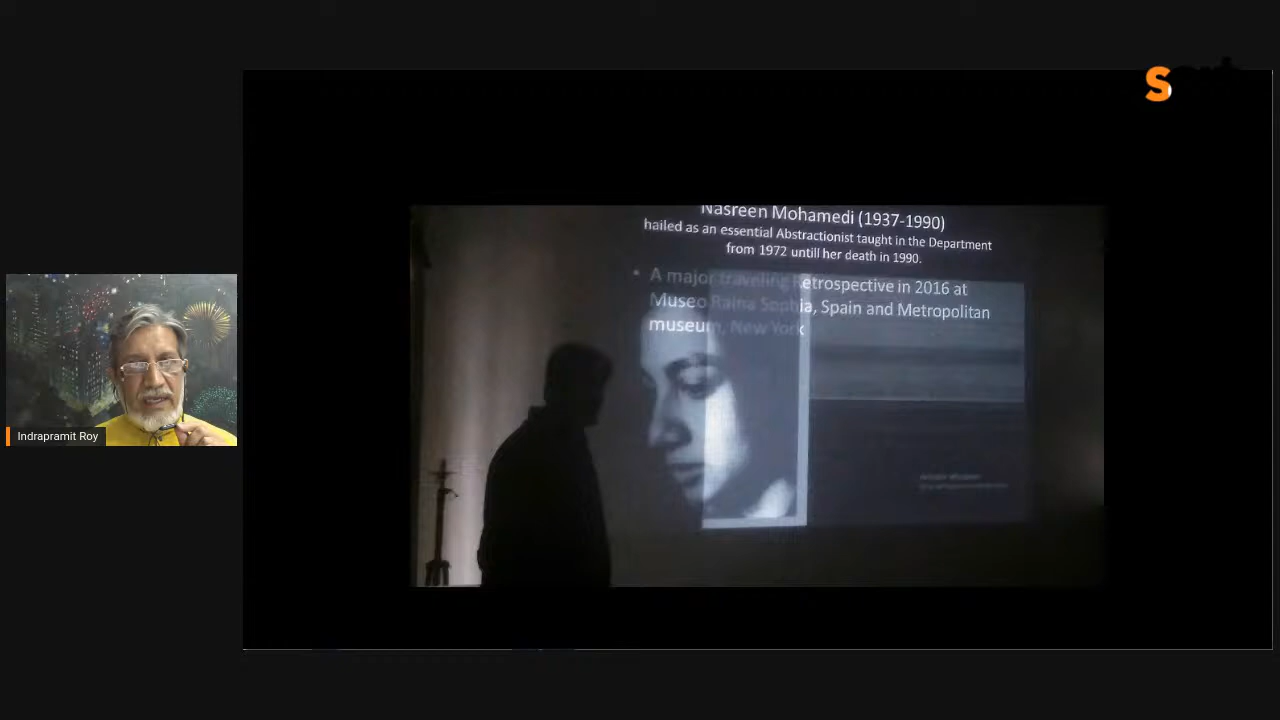 Nasreen Mohamedi (1937-1990)
hailed as an essential Abstractionist taught in the Department
from 1972 untill her death in 1990.
• A major traveling Retrospective in 2016 at
Museo Raina Sophia, Spain and Metropolitan
museum, New York
Indrapramit Roy